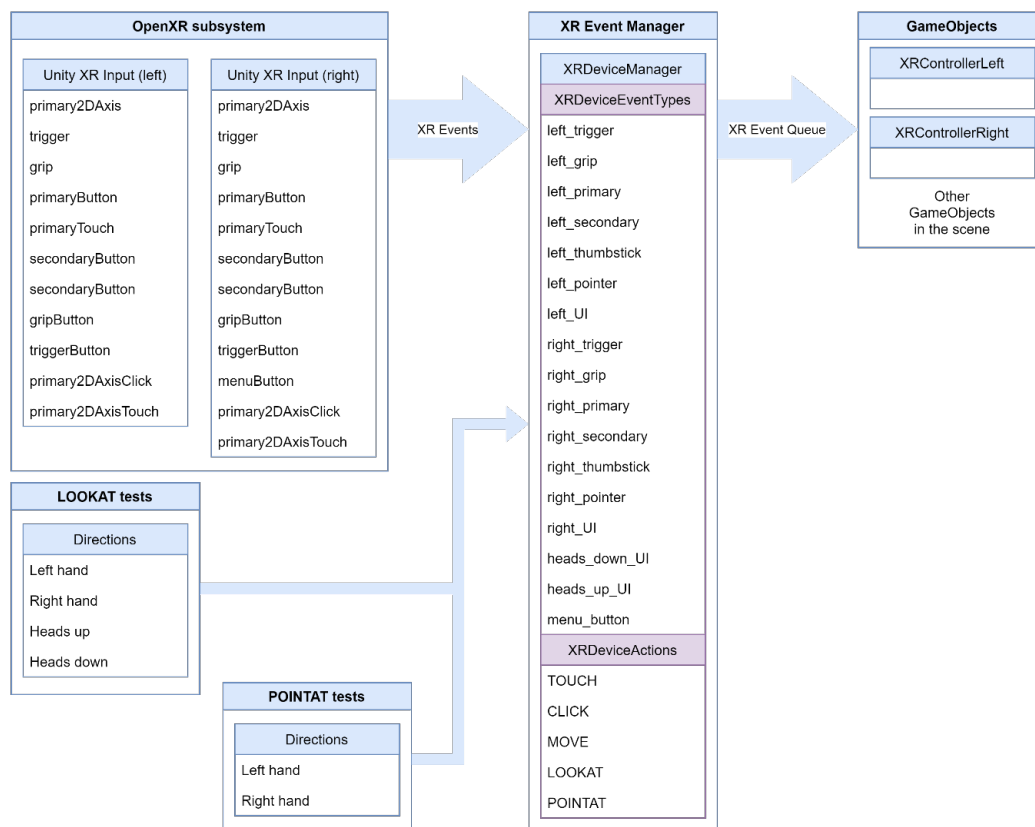 OpenXR subsystem
Unity XR Input (left)
primary2DAxis
trigger
grip
primaryButton
primaryTouch
secondaryButton
secondaryButton
gripButton
triggerButton
primary2DAxisClick
primary2DAxisTouch
Unity XR Input (right)
primary2DAxis
trigger
grip
primaryButton
primaryTouch
secondaryButton
secondaryButton
gripButton
triggerButton
menuButton
primary2DAxisClick
primary2DAxisTouch
XR Events
LOOKAT tests
Directions
Left hand
Right hand
Heads up
Heads down
POINTAT tests
Directions
Left hand
Right hand
XR Event Manager
XRDeviceManager
XRDeviceEventTypes
left_trigger
left_grip
left_primary
left_secondary
left_thumbstick
left_pointer
left_UI
right_trigger
right_grip
right_primary
right_secondary
right_thumbstick
right_pointer
right_UI
heads_down_UI
heads_up_UI
menu_button
XRDeviceActions
TOUCH
CLICK
MOVE
LOOKAT
POINTAT
XR Event Queue
GameObjects
XRControllerLeft
XRControllerRight
Other
GameObjects
in the scene